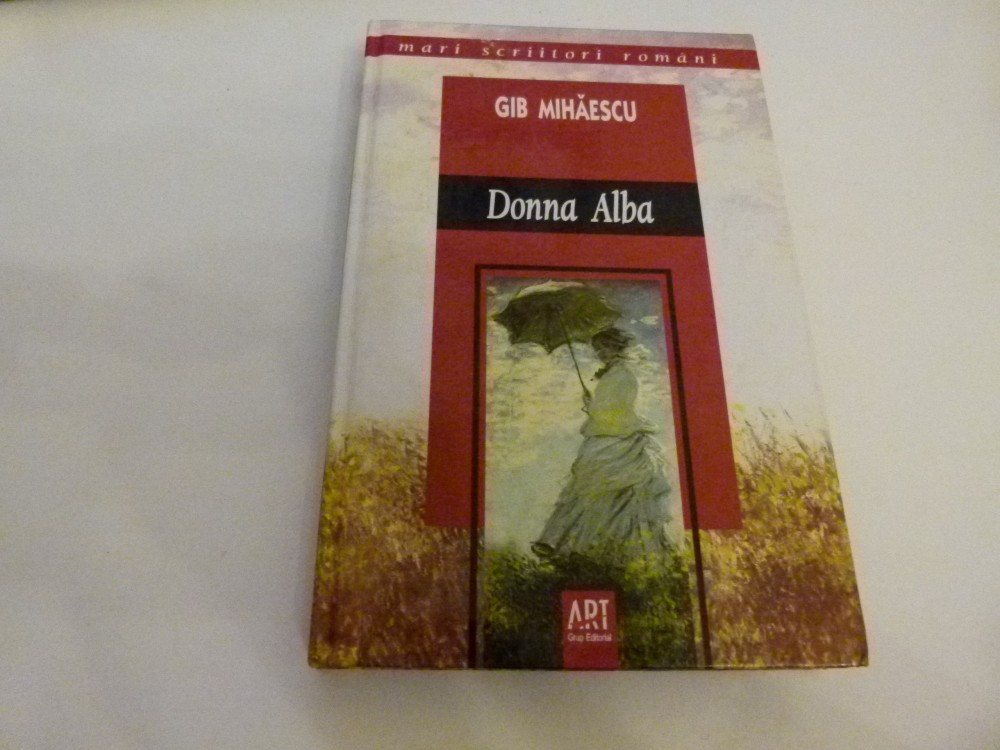 mari scriitori români
GIB MIHĂESCU
Donna Alba
ART
Grup Editorial